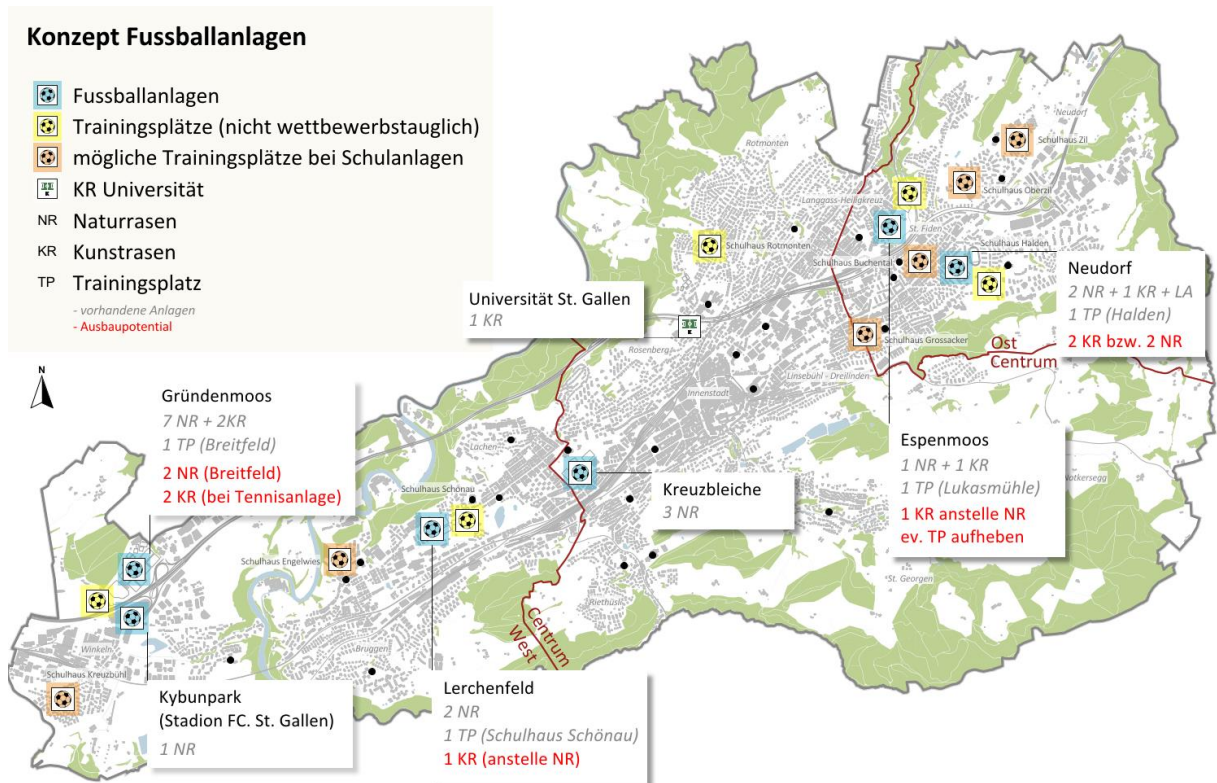 Konzept Fussballanlagen
Fussballanlagen
Trainingsplätze (nicht wettbewerbstauglich)
mögliche Trainingsplätze bei Schulanlagen
KR Universität
NR Naturrasen
KR Kunstrasen
TP Trainingsplatz
- vorhandene Anlagen
- Ausbaupotential
N
Neudorf
Schulhaus Zil
Rotmonten
Schulhaus Oberzil
Langgass-Heiligkreuz
St. Fiden
Schulhaus Rotmonten
Schulhaus Halden
Schulhaus Buchental
Neudorf
2 NR + 1 KR + LA
1 TP (Halden)
2 KR bzw. 2 NR
Universität St. Gallen
1 KR
Rosenberg
Schulhaus Grossacker
Ost
Centrum
Linsebühl - Dreilinden
Innenstadt
Gründenmoos
7 NR + 2KR
1 TP (Breitfeld)
2 NR (Breitfeld)
2 KR (bei Tennisanlage)
Lachen
Schulhaus Schönau
Kreuzbleiche
3 NR
Espenmoos
1 NR + 1 KR
1 TP (Lukasmühle)
1 KR anstelle NR
ev. TP aufheben
Notkersegg
Schulhaus Engelwies
St. Georgen
Riethüsli
Centrum
West
Winkeln
Bruggen
Schulhaus Kreuzbühl
Kybunpark
(Stadion FC. St. Gallen)
1 NR
Lerchenfeld
2 NR
1 TP (Schulhaus Schönau)
1 KR (anstelle NR)